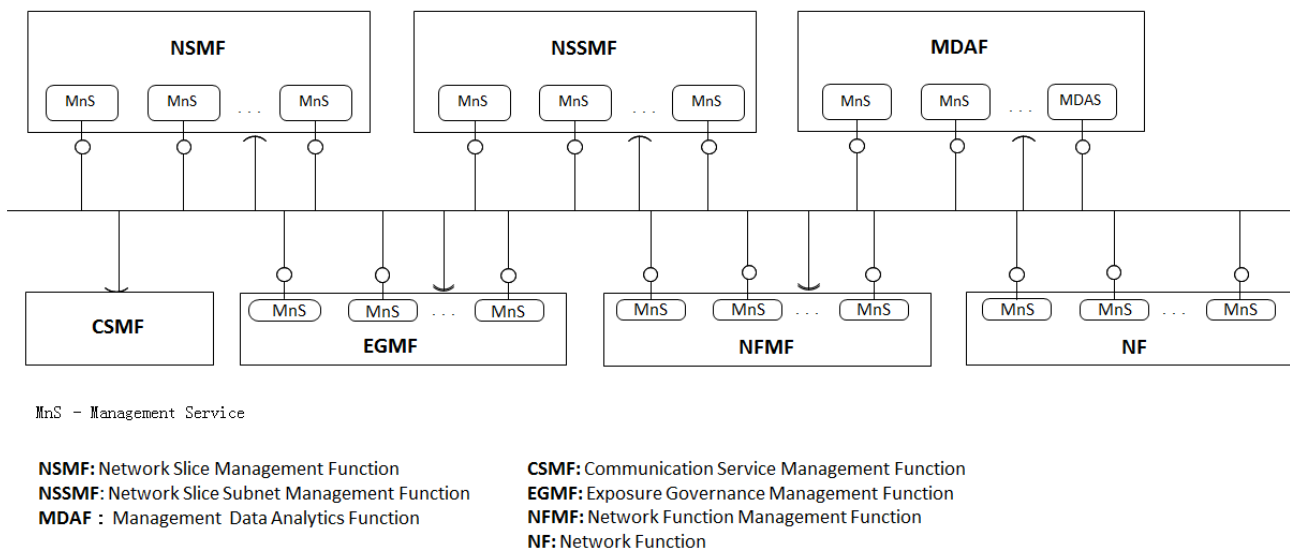 NSMF
NSSMF
MDAF
MnS MnS ... MnS
MnS MnS ... MnS
MnS MnS ... MDAS
CSMF
MnS MnS ... MnS
EGMF
MnS MnS ... MnS
NFMF
MnS MnS ... MnS
NF
MnS - Management Service
NSMF: Network Slice Management Function
NSSMF: Network Slice Subnet Management Function
MDAF : Management Data Analytics Function
CSMF: Communication Service Management Function
EGMF: Exposure Governance Management Function
NFMF: Network Function Management Function
NF: Network Function